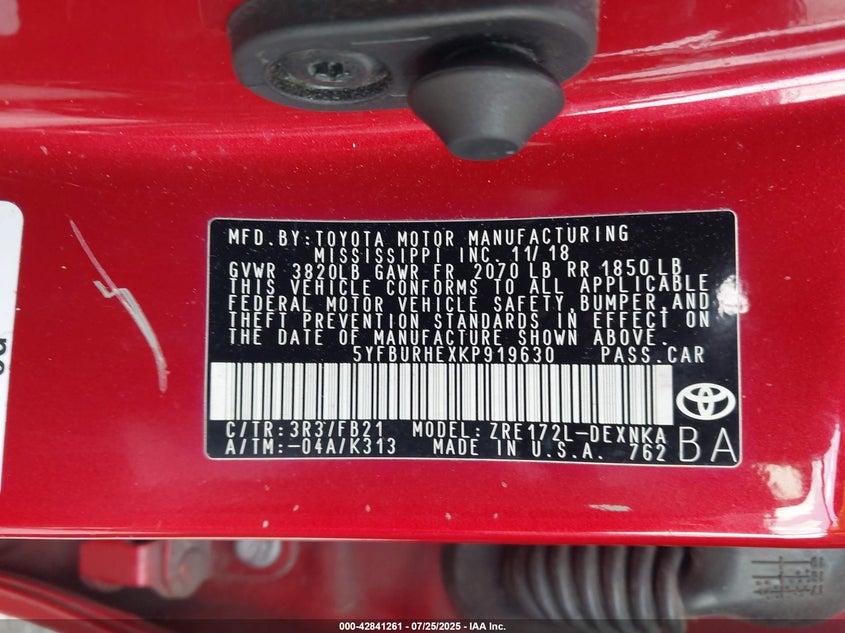 MFD.BY:TOYOTA MOTOR MANUFACTURING
MISSISSIPPI INC. 11/18
GVWR 3820LB GAWR FR 2070 LB RR 1850 LB
THIS VEHICLE CONFORMS TO ALL APPLICABLE
FEDERAL MOTOR VEHICLE SAFETY, BUMPER, AND
THEFT PREVENTION STANDARDS IN EFFECT ON
THE DATE OF MANUFACTURE SHOWN ABOVE.
5YFBURHEXKP919630 PASS.CAR
C/TR:3R3/FB21 MODEL: ZRE172L-DEXNKA
A/TM:-04A/K313 MADE IN U.S.A. 762
BA
000-42841261 - 07/25/2025 - IAA Inc.